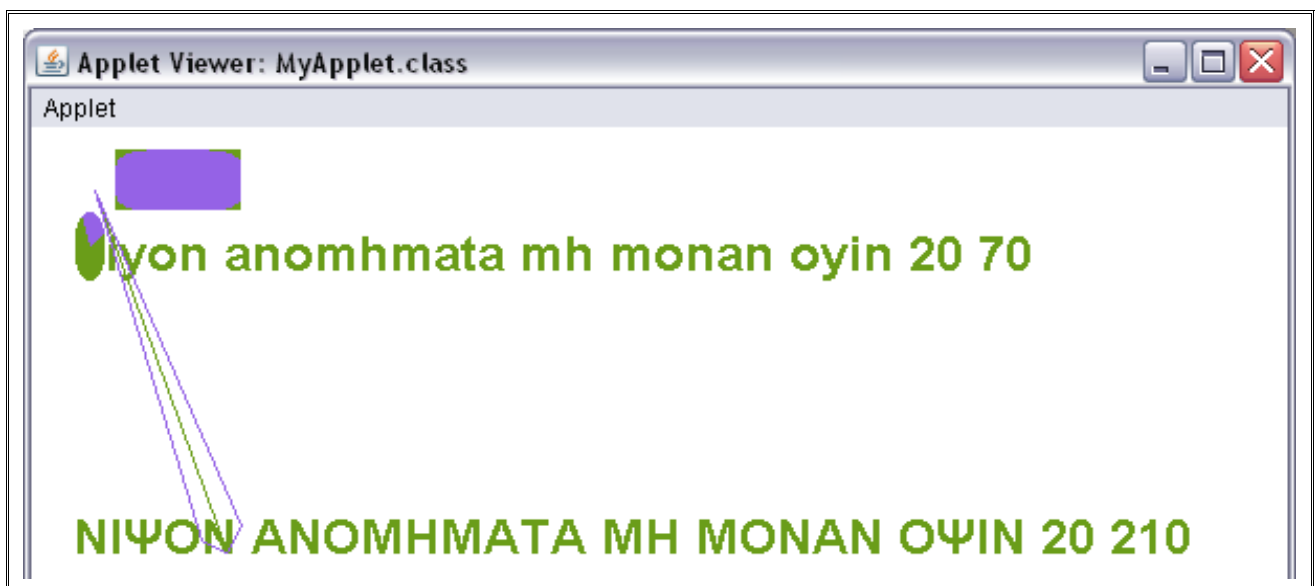 Applet Viewer: MyApplet.class
Applet
iyon anomhmata mh monan oyin 20 70
ΝΙΨΟΝ ΑΝΟΜΗΜΑΤΑ ΜΗ ΜΟΝΑΝ ΟΨΙΝ 20 210